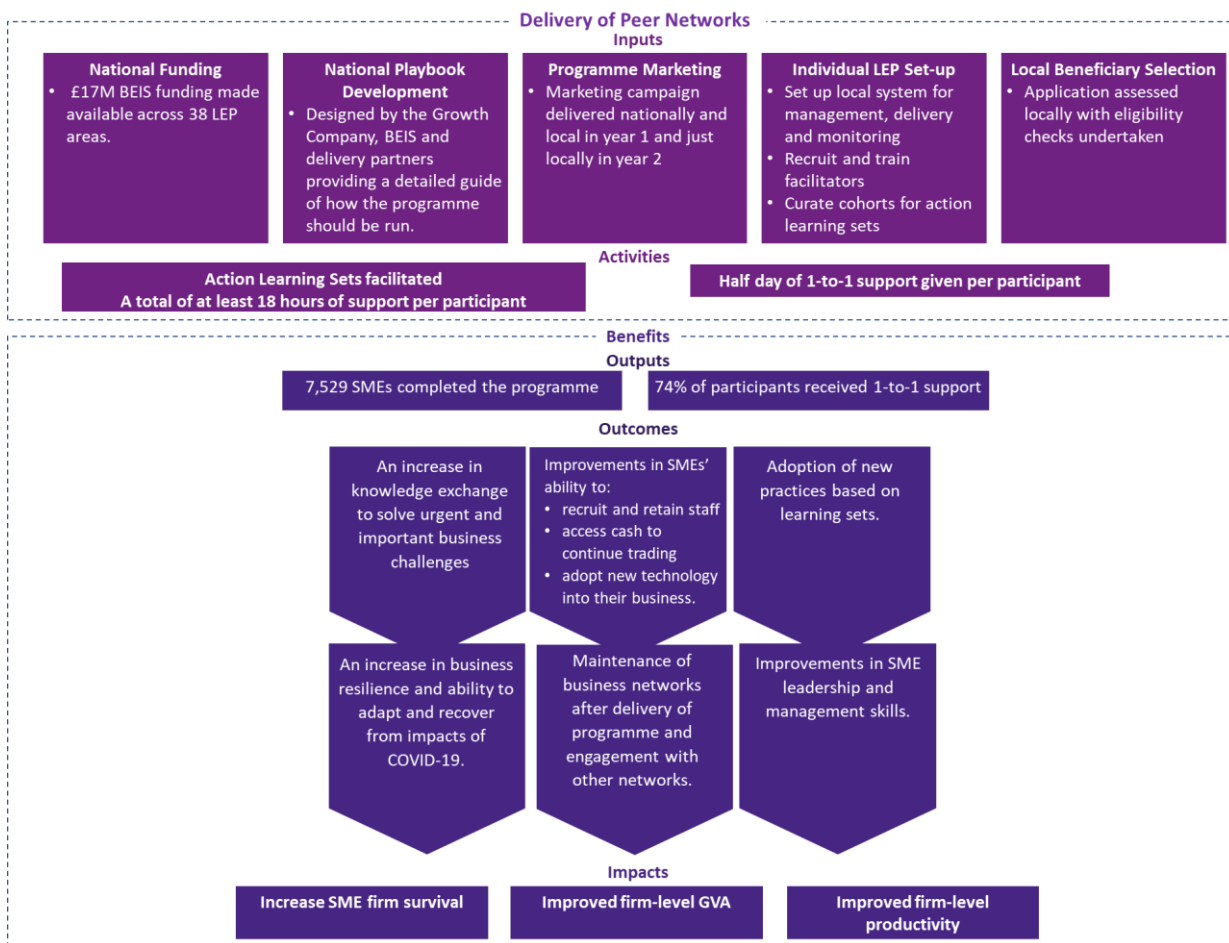 Delivery of Peer Networks
Inputs
National Funding
• £17M BEIS funding made
available across 38 LEP
areas.
National Playbook
Development
• Designed by the Growth
Company, BEIS and
delivery partners
providing a detailed guide
of how the programme
should be run.
Programme Marketing
• Marketing campaign
delivered nationally and
local in year 1 and just
locally in year 2
Individual LEP Set-up
• Set up local system for
management, delivery
and monitoring
• Recruit and train
facilitators
• Curate cohorts for action
learning sets
Local Beneficiary Selection
• Application assessed
locally with eligibility
checks undertaken
Activities
Action Learning Sets facilitated
A total of at least 18 hours of support per participant
Half day of 1-to-1 support given per participant
Benefits
Outputs
7,529 SMEs completed the programme
74% of participants received 1-to-1 support
Outcomes
An increase in
knowledge exchange
to solve urgent and
important business
challenges
Improvements in SMEs'
ability to:
• recruit and retain staff
• access cash to
continue trading
• adopt new technology
into their business.
Adoption of new
practices based on
learning sets.
An increase in business
resilience and ability to
adapt and recover
from impacts of
COVID-19.
Maintenance of
business networks
after delivery of
programme and
engagement with
other networks.
Improvements in SME
leadership and
management skills.
Impacts
Increase SME firm survival
Improved firm-level GVA
Improved firm-level
productivity